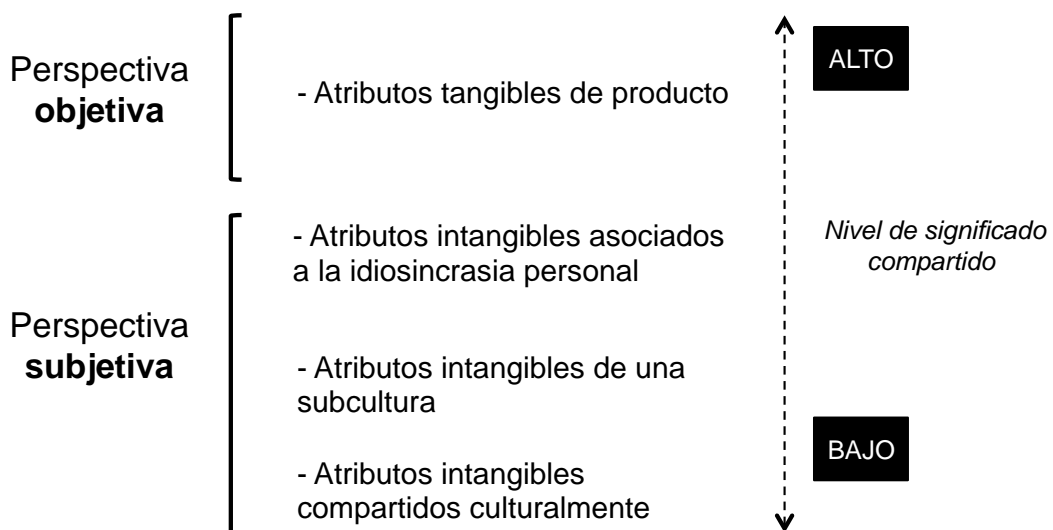 Perspectiva
objetiva
- Atributos tangibles de producto
ALTO
Nivel de significado
compartido
Perspectiva
subjetiva
- Atributos intangibles asociados
a la idiosincrasia personal
- Atributos intangibles de una
subcultura
- Atributos intangibles
compartidos culturalmente
BAJO